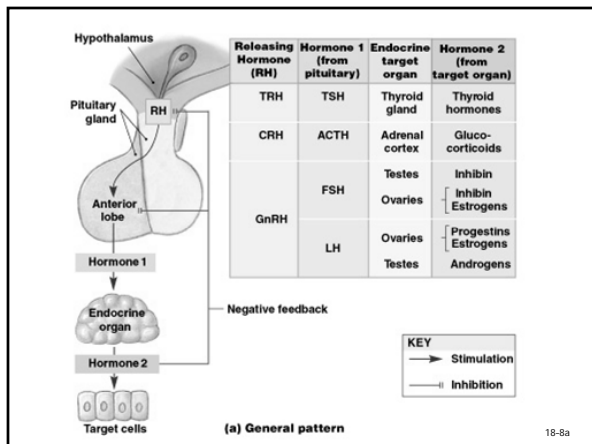 Hypothalamus
Pituitary
gland
RH
Anterior
lobe
Hormone 1
Endocrine
organ
Hormone 2
Target cells
Negative feedback
Releasing
Hormone
(RH)
Hormone 1
(from
pituitary)
Endocrine
target
organ
Hormone 2
(from
target organ)
TRH
TSH
Thyroid
gland
Thyroid
hormones
CRH
ACTH
Adrenal
cortex
Gluco-
corticoids
GnRH
FSH
Testes
Inhibin
Ovaries
Inhibin
Estrogens
LH
Ovaries
Progestins
Estrogens
Testes
Androgens
KEY
Stimulation
Inhibition
(a) General pattern
18-8a